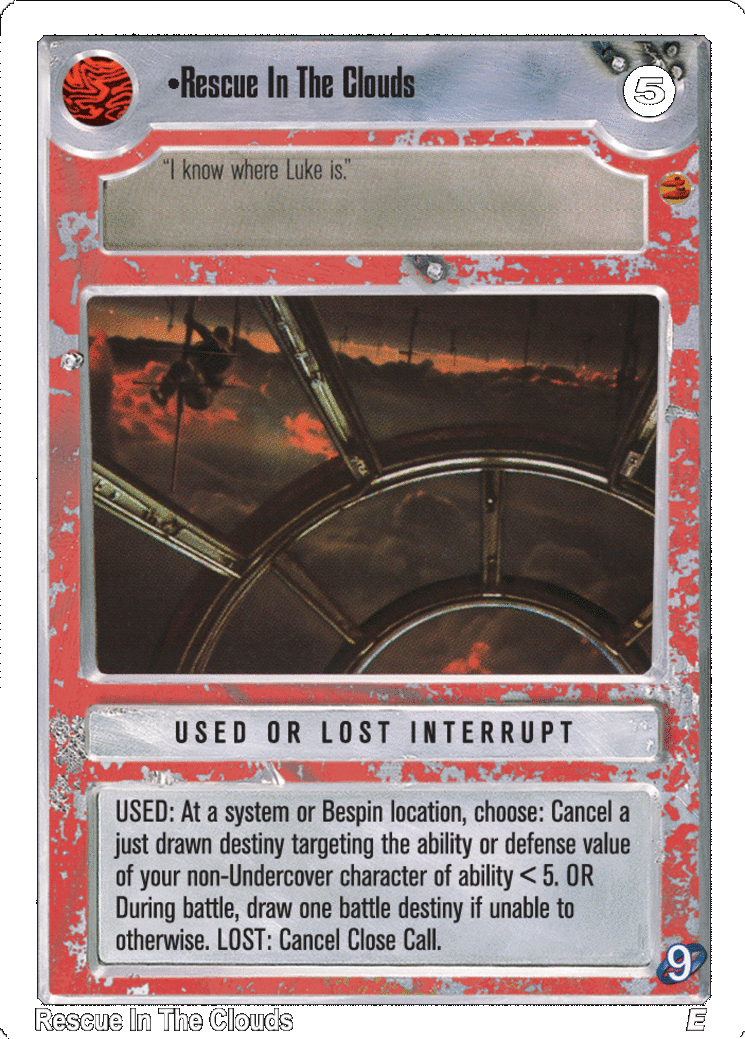 •Rescue In The Clouds
5
"I know where Luke is."
USED OR LOST INTERRUPT
USED: At a system or Bespin location, choose: Cancel a
just drawn destiny targeting the ability or defense value
of your non-Undercover character of ability < 5. OR
During battle, draw one battle destiny if unable to
otherwise. LOST: Cancel Close Call.
9
Rescue In The Clouds
E